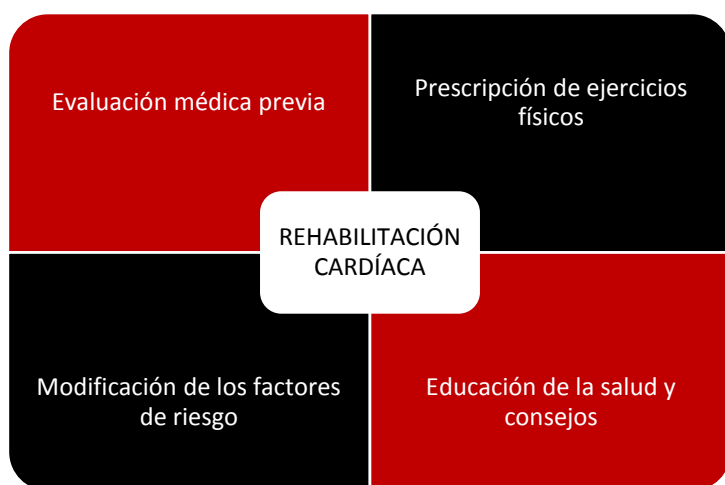 Evaluación médica previa
Prescripción de ejercicios
físicos
REHABILITACIÓN
CARDÍACA
Modificación de los factores
de riesgo
Educación de la salud y
consejos